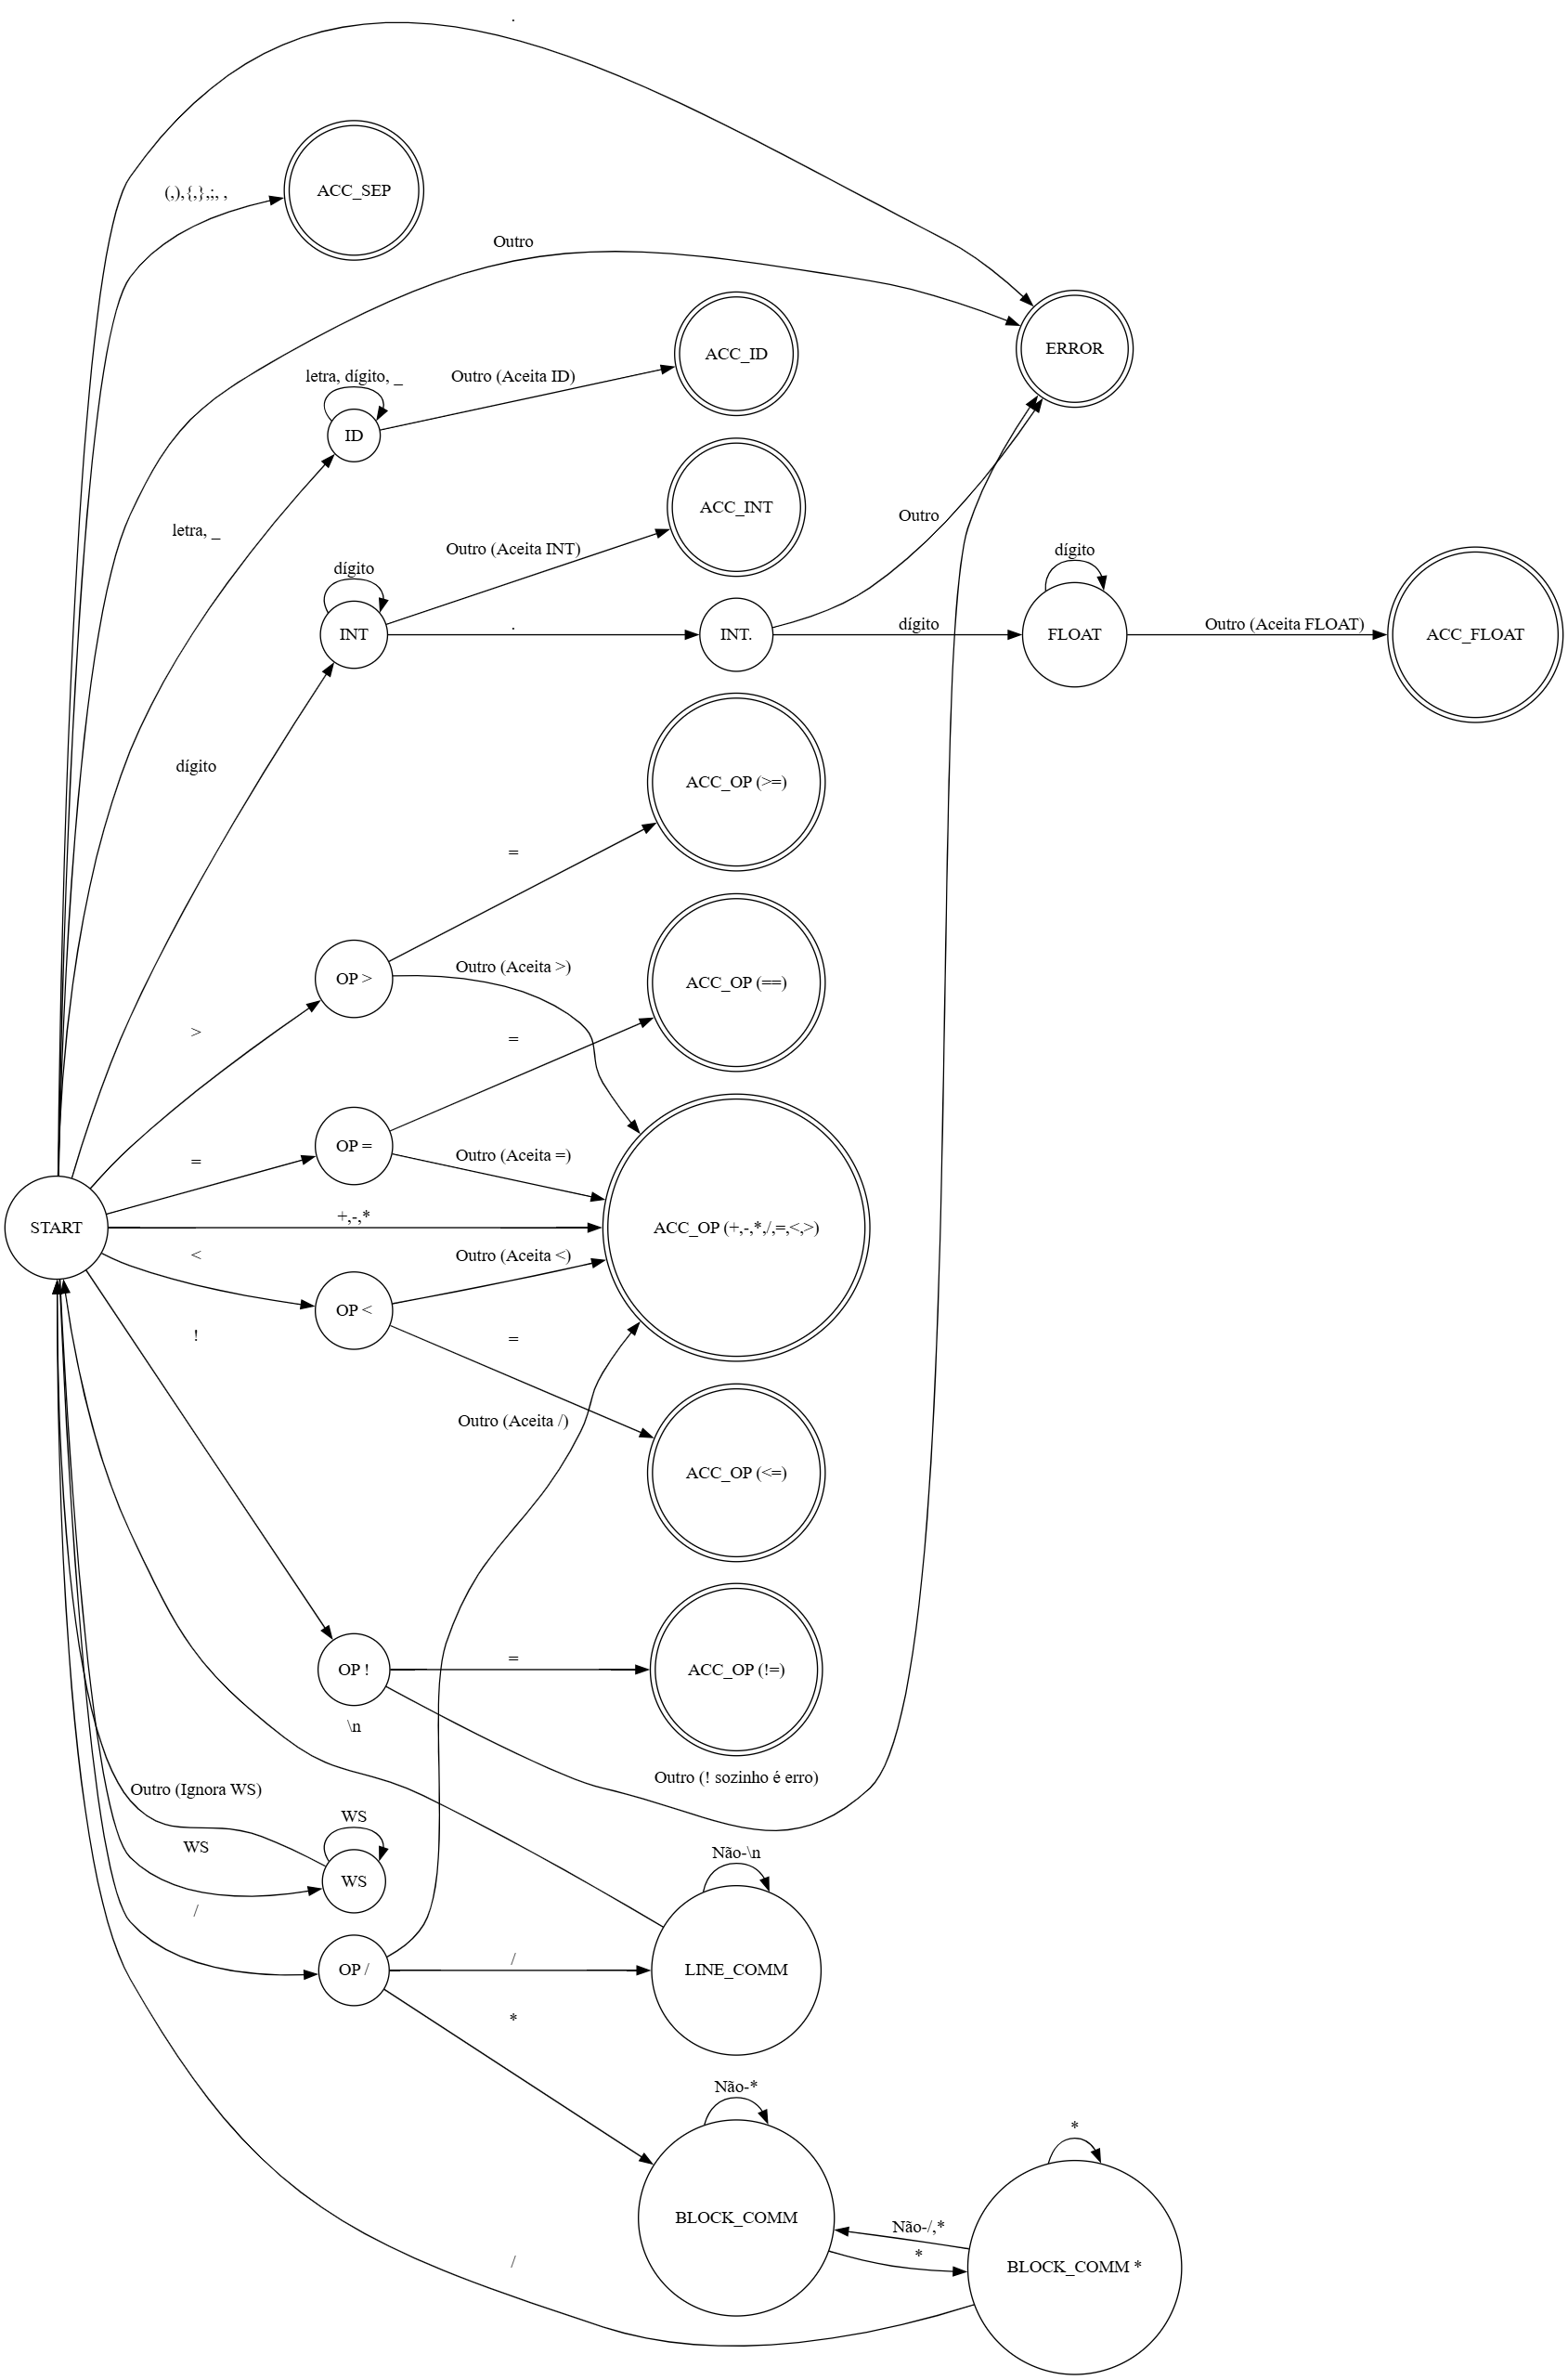 .
(,),{,},;, ,
ACC_SEP
Outro
ERROR
ACC_ID
Outro (Aceita ID)
letra, dígito, _
ID
letra, _
ACC_INT
Outro (Aceita INT)
Outro
dígito
INT
.
INT.
dígito
dígito
FLOAT
Outro (Aceita FLOAT)
ACC_FLOAT
dígito
ACC_OP (>=)
=
OP >
Outro (Aceita >)
ACC_OP (==)
>
=
OP =
Outro (Aceita =)
=
START
+,-,*
ACC_OP (+,-,*,/,=,<,>)
<
Outro (Aceita <)
OP <
!
=
Outro (Aceita /)
ACC_OP (<=)
OP !
=
ACC_OP (!=)
\n
Outro (! sozinho é erro)
Outro (Ignora WS)
WS
WS
WS
Não-\n
/
OP /
/
LINE_COMM
*
Não-*
BLOCK_COMM
*
Não-/,*
*
BLOCK_COMM *
/